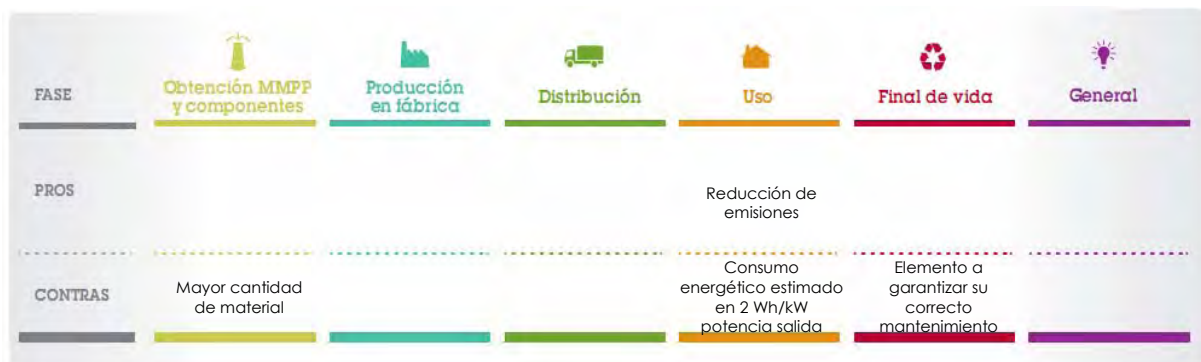 FASE
Obtención MMPP
y componentes
Producción
en fábrica
Distribución
Uso
Final de vida
General
PROS
Reducción de
emisiones
CONTRAS
Mayor cantidad
de material
Consumo
energético estimado
en 2 Wh/kW
potencia salida
Elemento a
garantizar su
correcto
mantenimiento